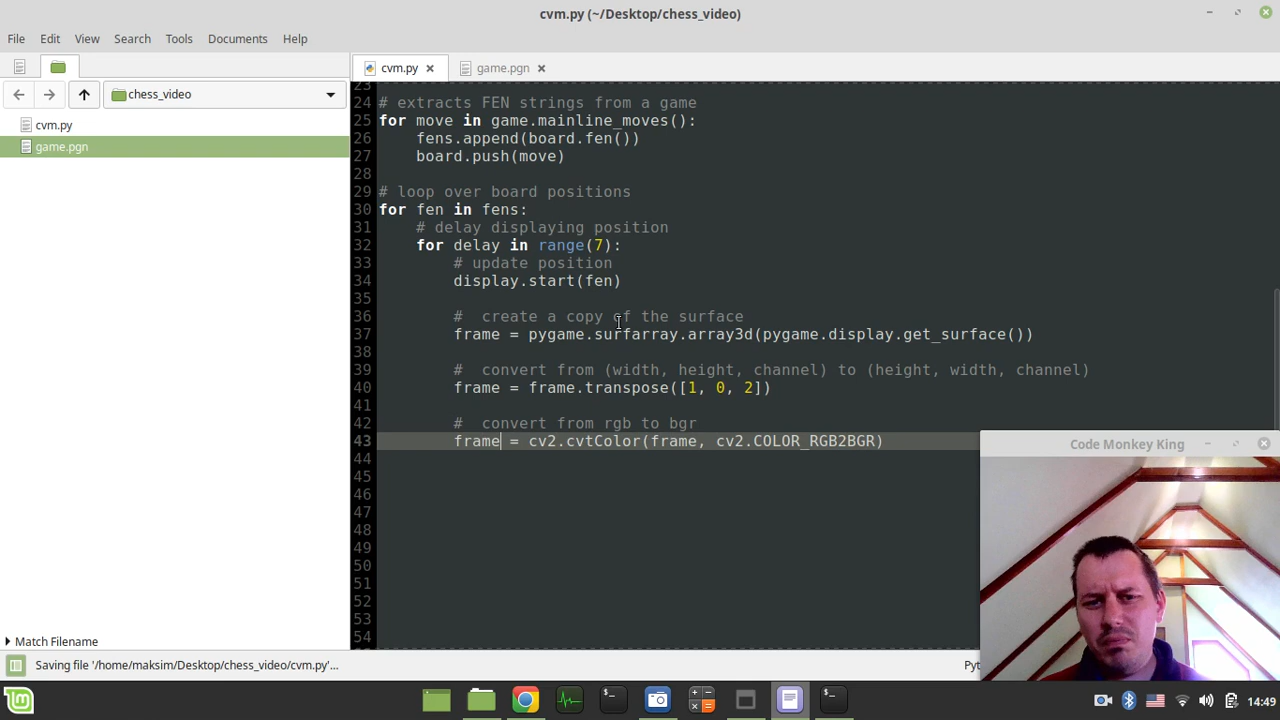 cvm.py (~/Desktop/chess_video)
File Edit View Search Tools Documents Help
cvm.py
game.pgn
chess_video
cvm.py
game.pgn
23
24 # extracts FEN strings from a game
25 for move in game.mainline_moves():
26 fens.append(board.fen())
27 board.push(move)
28
29 # loop over board positions
30 for fen in fens:
31 # delay displaying position
32 for delay in range(7):
33 # update position
34 display.start(fen)
35
36 #  create a copy of the surface
37 frame = pygame.surfarray.array3d(pygame.display.get_surface())
38
39 #  convert from (width, height, channel) to (height, width, channel)
40 frame = frame.transpose([1, 0, 2])
41
42 #  convert from rgb to bgr
43 frame = cv2.cvtColor(frame, cv2.COLOR_RGB2BGR)
44
45
46
47
48
49
50
51
52
53
54
Code Monkey King
Match Filename
Saving file '/home/maksim/Desktop/chess_video/cvm.py'...
Pyt
14:49